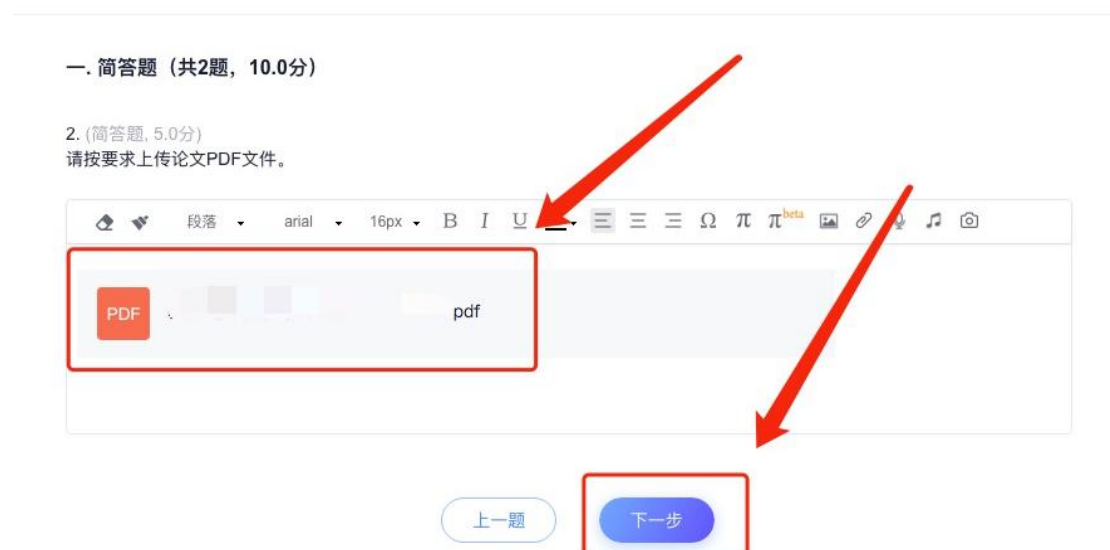 一. 简答题（共2题，10.0分）
2. (简答题, 5.0分)
请按要求上传论文PDF文件。
段落 arial 16px B I U Ω π π beta
PDF pdf
上一题 下一步